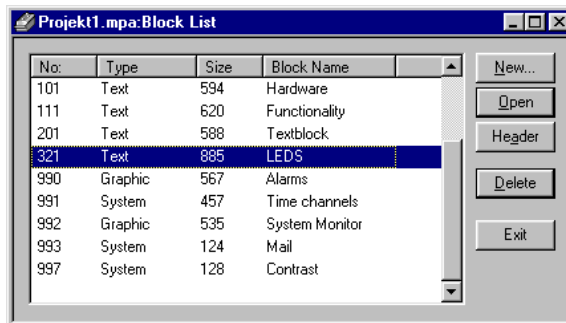 Projekt1.mpa:Block List
No: Type Size Block Name
101 Text 594 Hardware
111 Text 620 Functionality
201 Text 588 Textblock
321 Text 885 LEDS
990 Graphic 567 Alarms
991 System 457 Time channels
992 Graphic 535 System Monitor
993 System 124 Mail
997 System 128 Contrast
New...
Open
Header
Delete
Exit